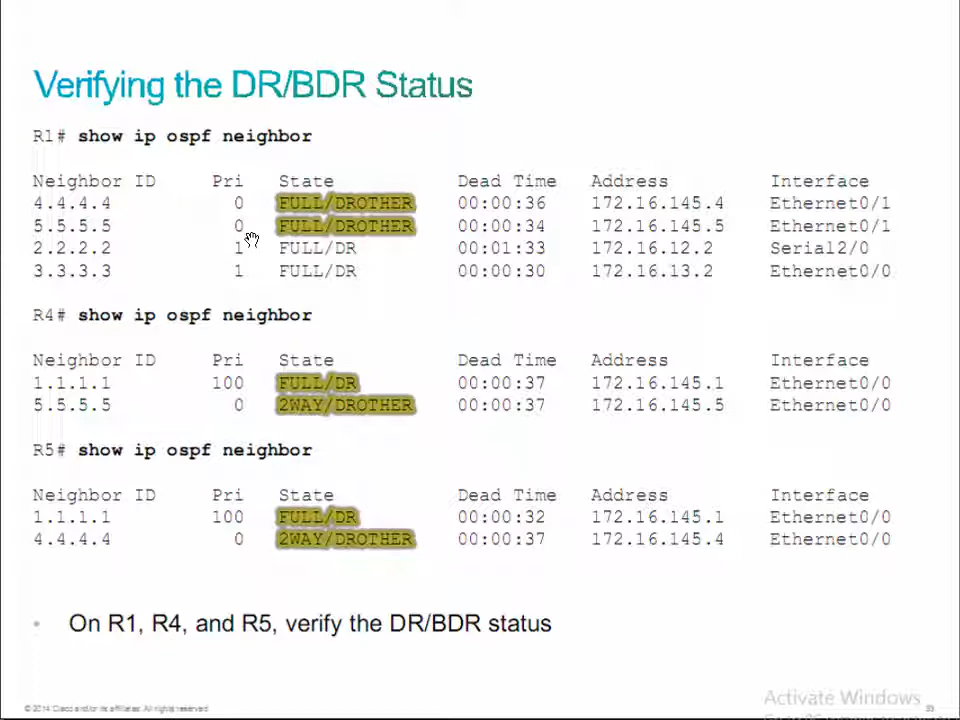 Verifying the DR/BDR Status
R1# show ip ospf neighbor
Neighbor ID Pri State Dead Time Address Interface
4.4.4.4 0 FULL/DROTHER 00:00:36 172.16.145.4 Ethernet0/1
5.5.5.5 0 FULL/DROTHER 00:00:34 172.16.145.5 Ethernet0/1
2.2.2.2 1 FULL/DR 00:01:33 172.16.12.2 Serial2/0
3.3.3.3 1 FULL/DR 00:00:30 172.16.13.2 Ethernet0/0
R4# show ip ospf neighbor
Neighbor ID Pri State Dead Time Address Interface
1.1.1.1 100 FULL/DR 00:00:37 172.16.145.1 Ethernet0/0
5.5.5.5 0 2WAY/DROTHER 00:00:37 172.16.145.5 Ethernet0/0
R5# show ip ospf neighbor
Neighbor ID Pri State Dead Time Address Interface
1.1.1.1 100 FULL/DR 00:00:32 172.16.145.1 Ethernet0/0
4.4.4.4 0 2WAY/DROTHER 00:00:37 172.16.145.4 Ethernet0/0
• On R1, R4, and R5, verify the DR/BDR status
Activate Windows
© 2014 Cisco and/or its affiliates. All rights reserved.